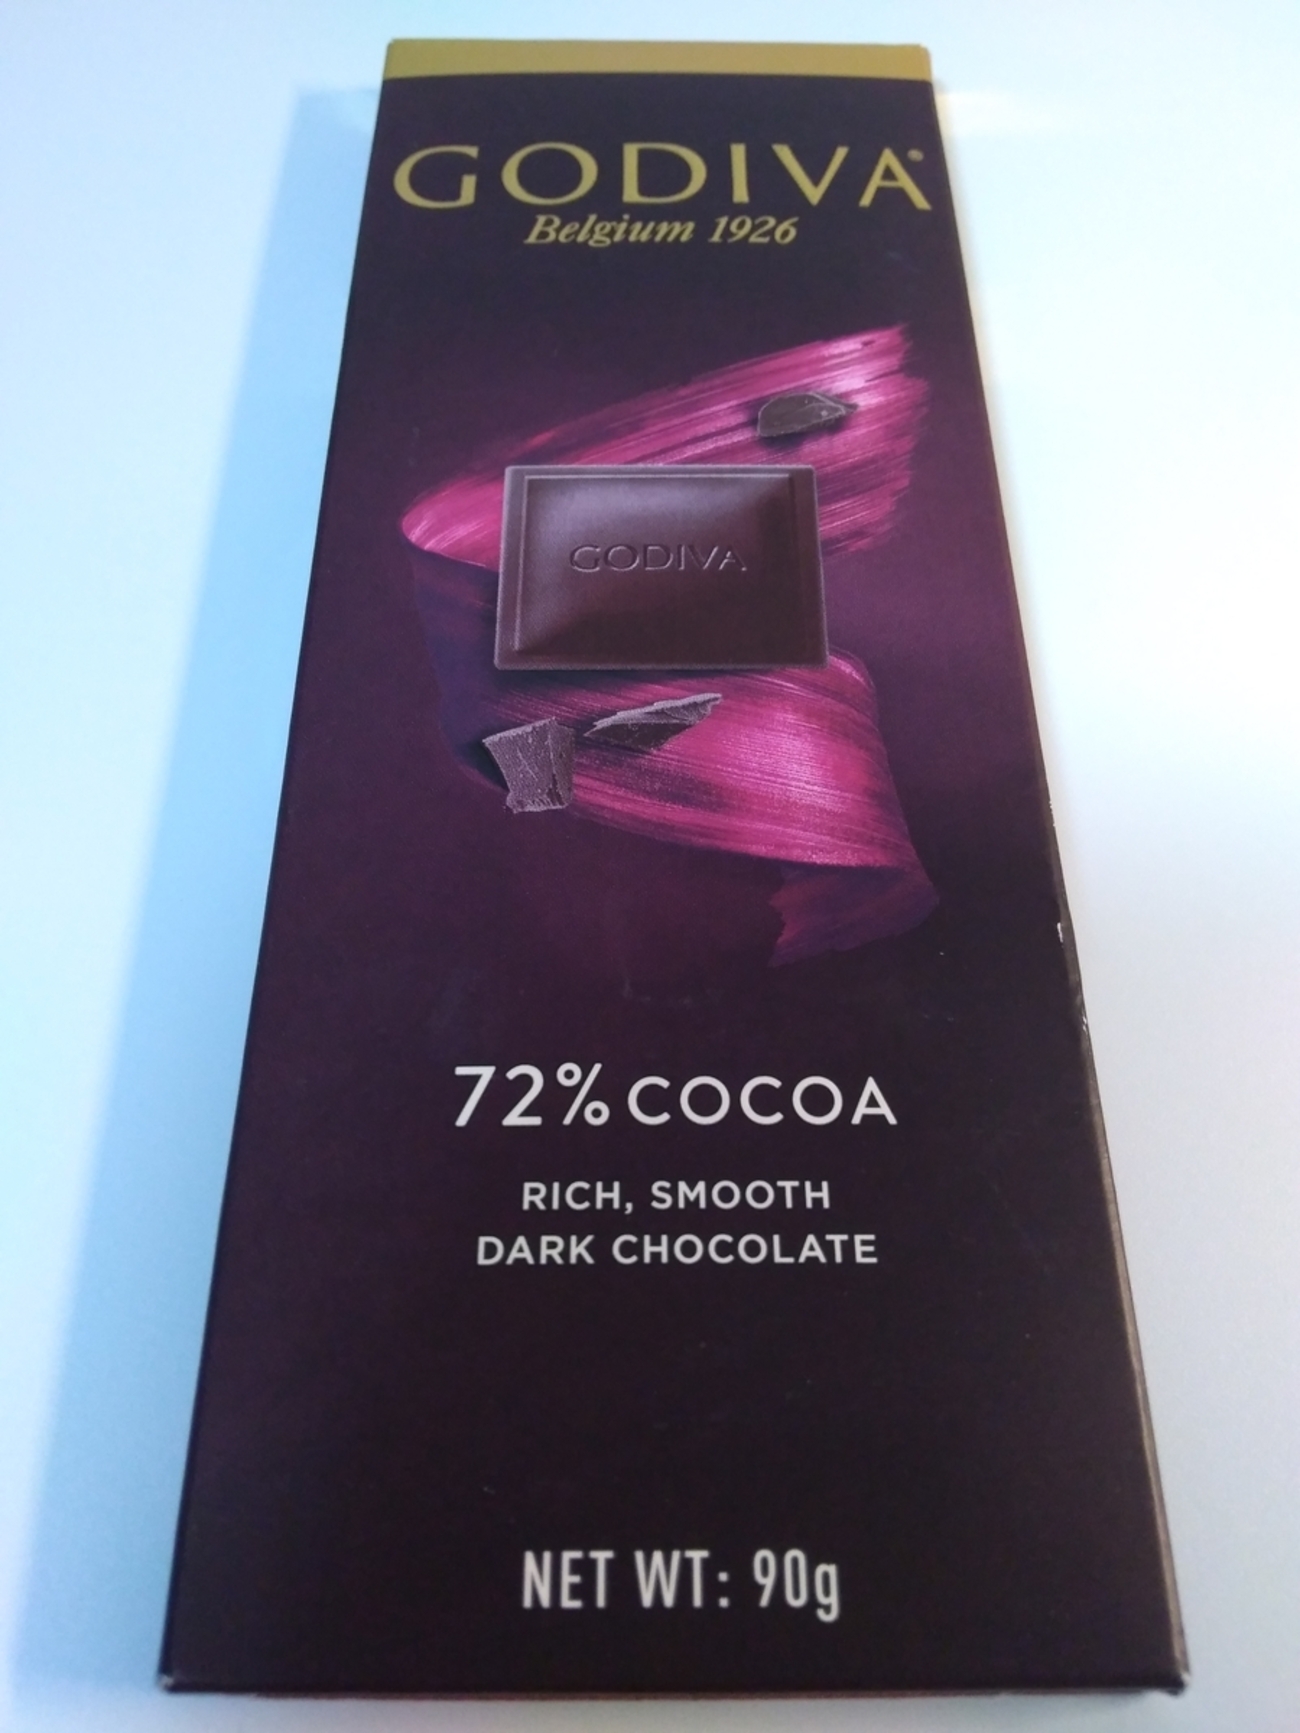 GODIVA®
Belgium 1926
GODIVA
72% COCOA
RICH, SMOOTH
DARK CHOCOLATE
NET WT: 90g